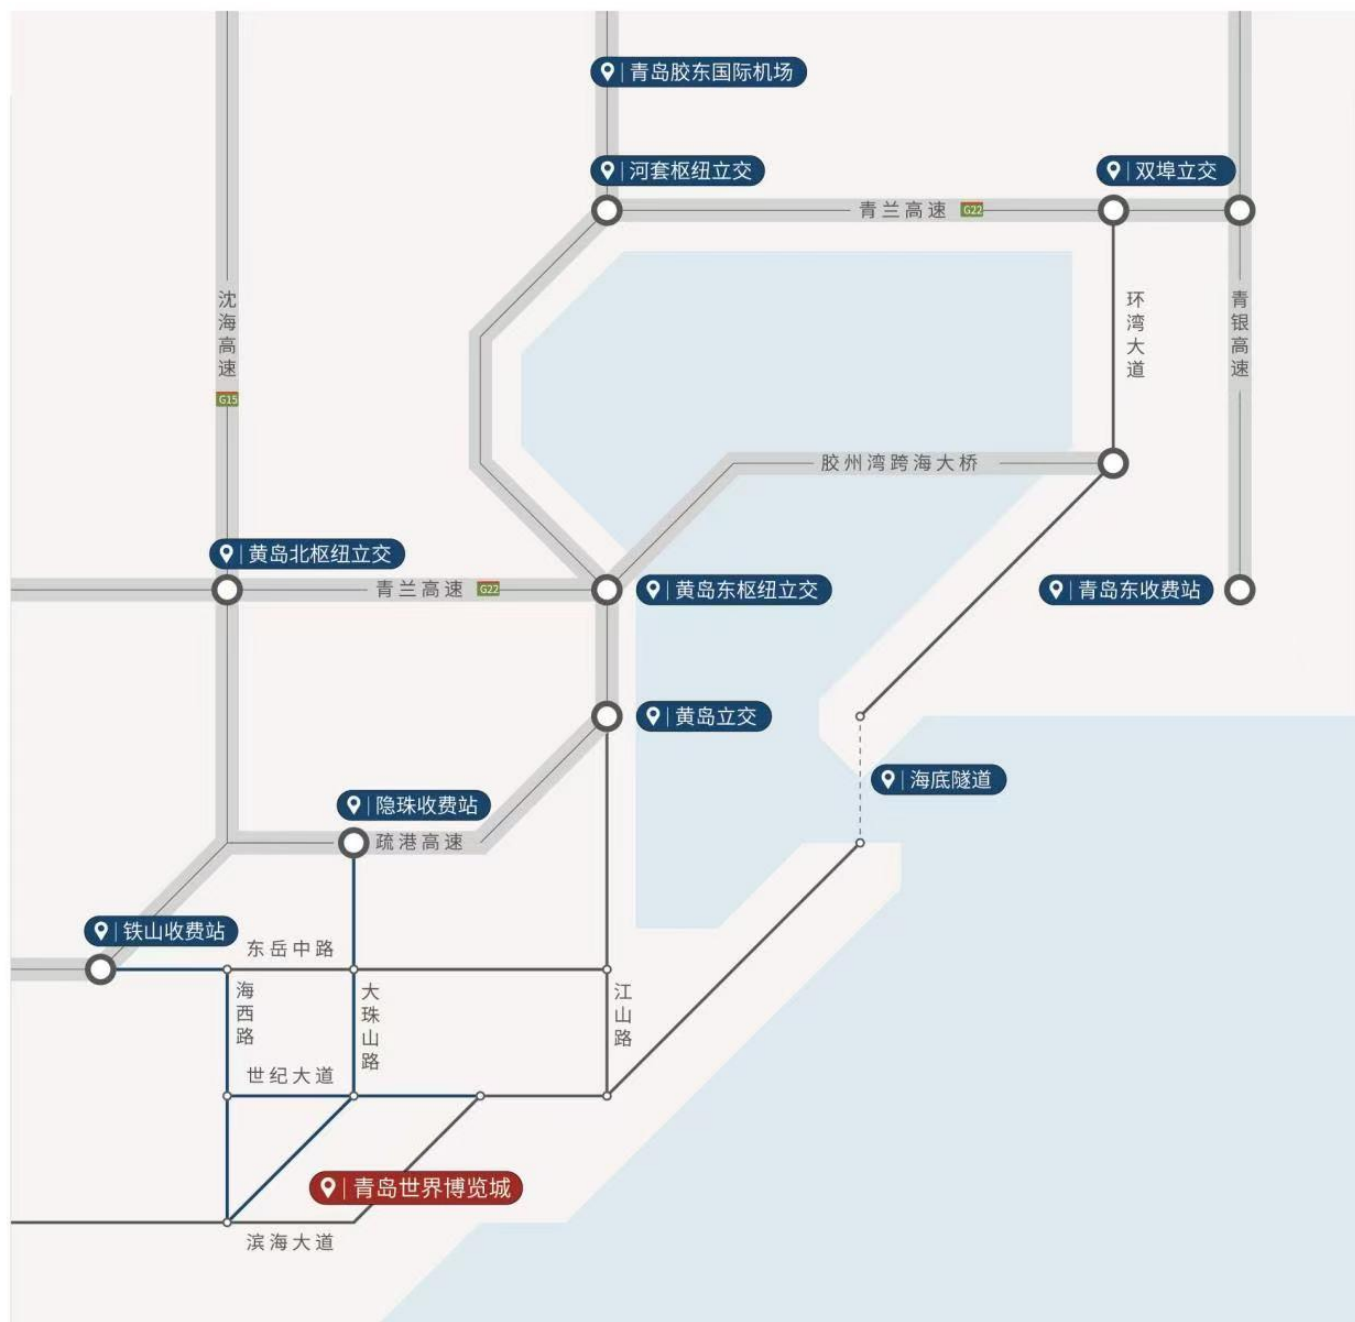 青岛胶东国际机场
河套枢纽立交
双埠立交
青兰高速 G22
沈海高速
G15
环湾大道
青银高速
胶州湾跨海大桥
黄岛北枢纽立交
青兰高速 G22
黄岛东枢纽立交
青岛东收费站
黄岛立交
海底隧道
隐珠收费站
疏港高速
铁山收费站
东岳中路
海西路
大珠山路
江山路
世纪大道
青岛世界博览城
滨海大道